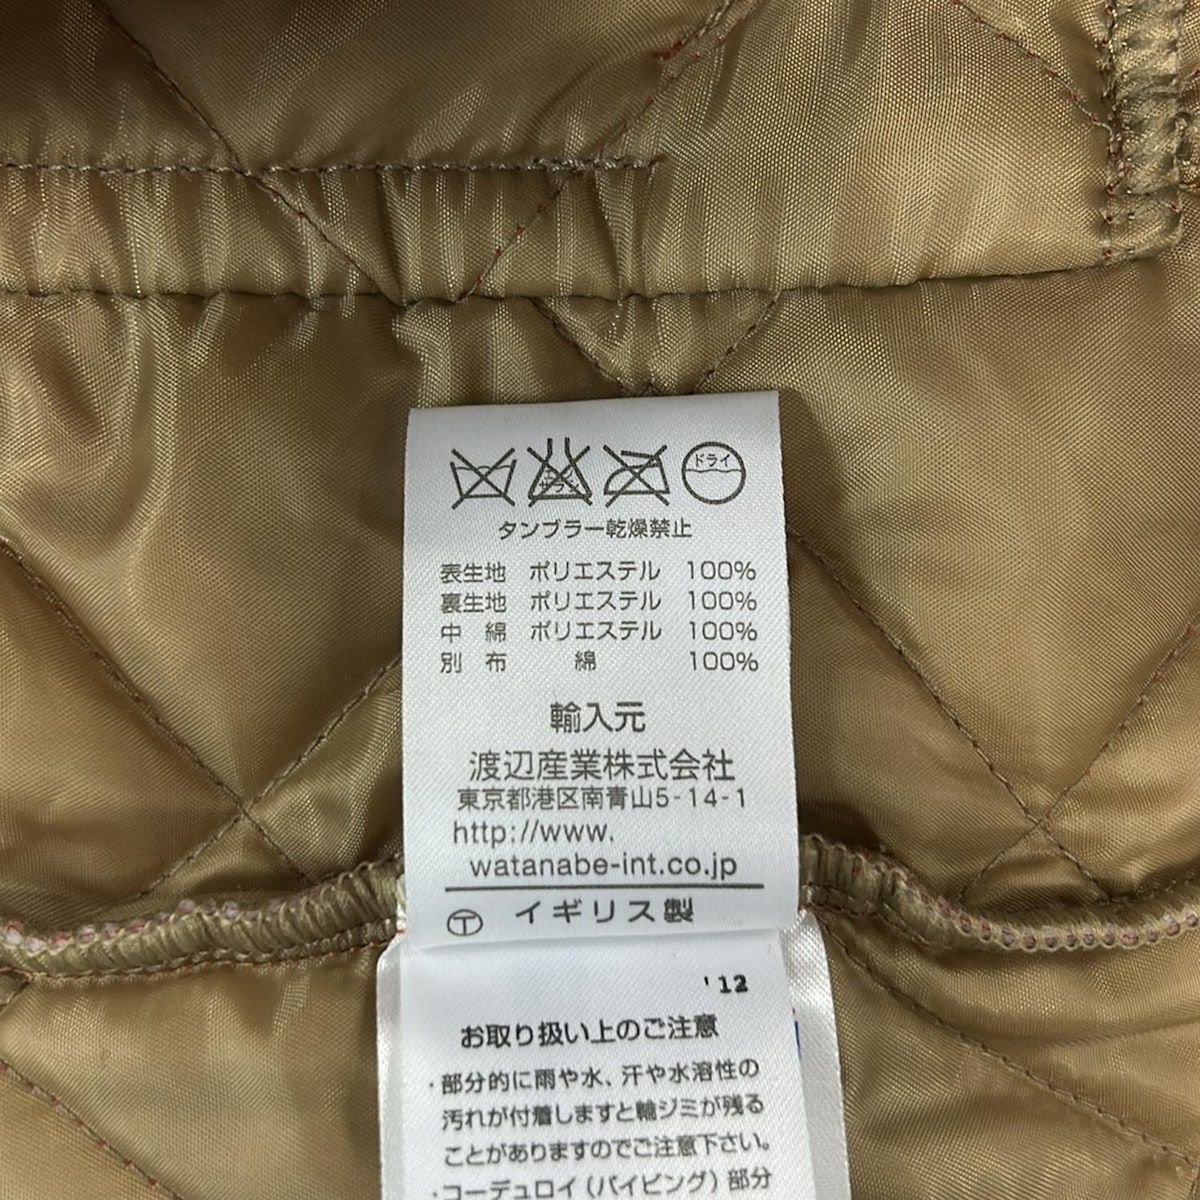 エンソ サラシ
ドライ
タンブラー乾燥禁止
表生地 ポリエステル 100%
裏生地 ポリエステル 100%
中 綿 ポリエステル 100%
別 布 綿 100%
輸入元
渡辺産業株式会社
東京都港区南青山5-14-1
http://www.
watanabe-int.co.jp
Ⓣ イギリス製
'12
お取り扱い上のご注意
・部分的に雨や水、汗や水溶性の
汚れが付着しますと輪ジミが残る
ことがありますのでご注意下さい。
・コーデュロイ(パイピング)部分